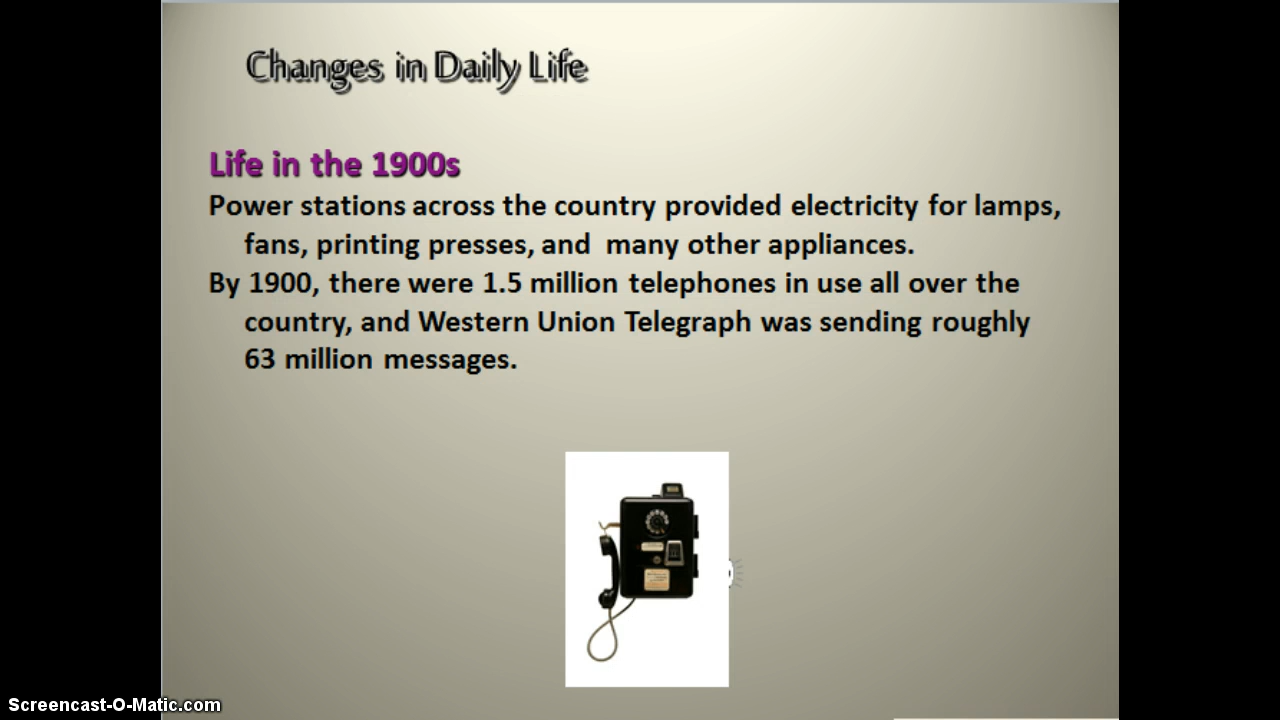 Changes in Daily Life
Life in the 1900s
Power stations across the country provided electricity for lamps,
fans, printing presses, and many other appliances.
By 1900, there were 1.5 million telephones in use all over the
country, and Western Union Telegraph was sending roughly
63 million messages.
Screencast-O-Matic.com